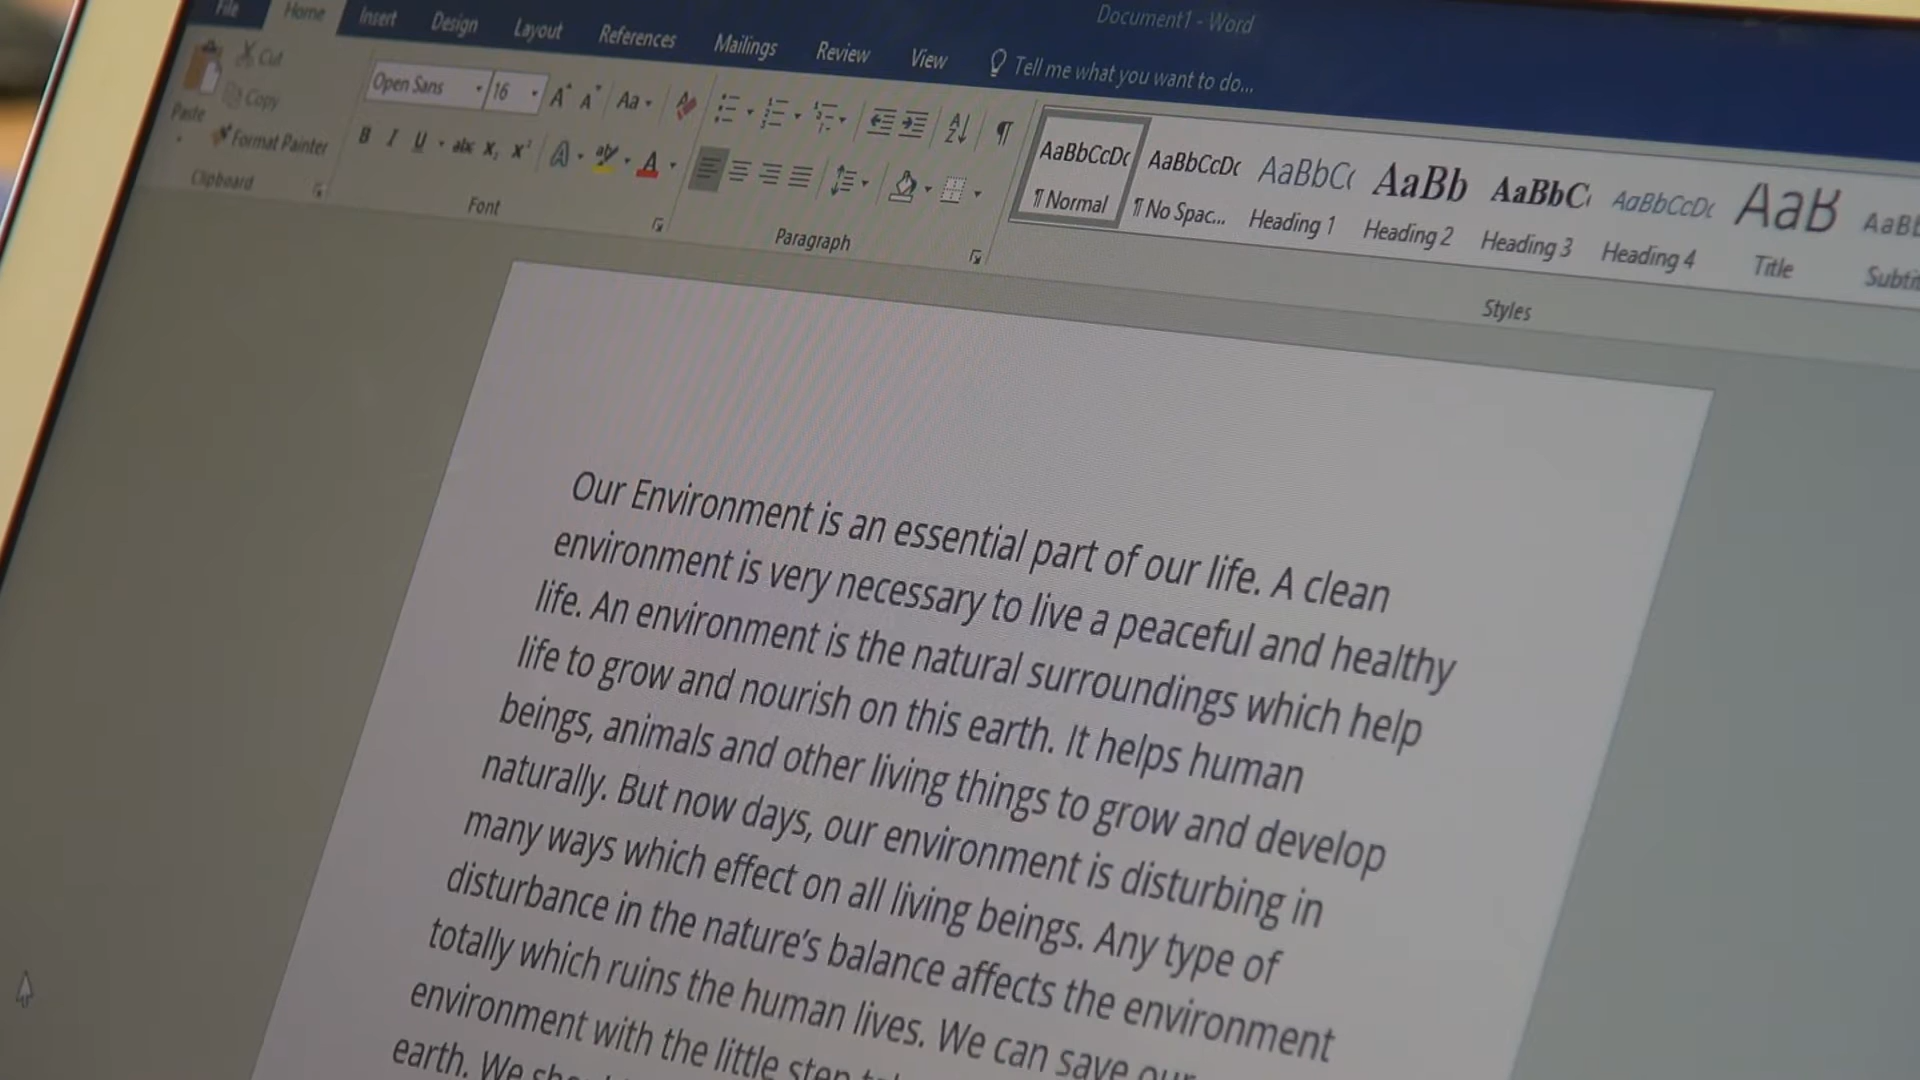 Document1 - Word
File Home Insert Design Layout References Mailings Review View Tell me what you want to do...
Paste
Cut
Copy
Format Painter
Clipboard
Open Sans 16
Font
Paragraph
AaBbCcDc AaBbCcDc AaBbC AaBb AaBbC AaBbCcDc AaB
¶ Normal ¶ No Spac... Heading 1 Heading 2 Heading 3 Heading 4 Title
Styles
Our Environment is an essential part of our life. A clean
environment is very necessary to live a peaceful and healthy
life. An environment is the natural surroundings which help
life to grow and nourish on this earth. It helps human
beings, animals and other living things to grow and develop
naturally. But now days, our environment is disturbing in
many ways which effect on all living beings. Any type of
disturbance in the nature's balance affects the environment
totally which ruins the human lives. We can save our
environment with the little step
earth. We